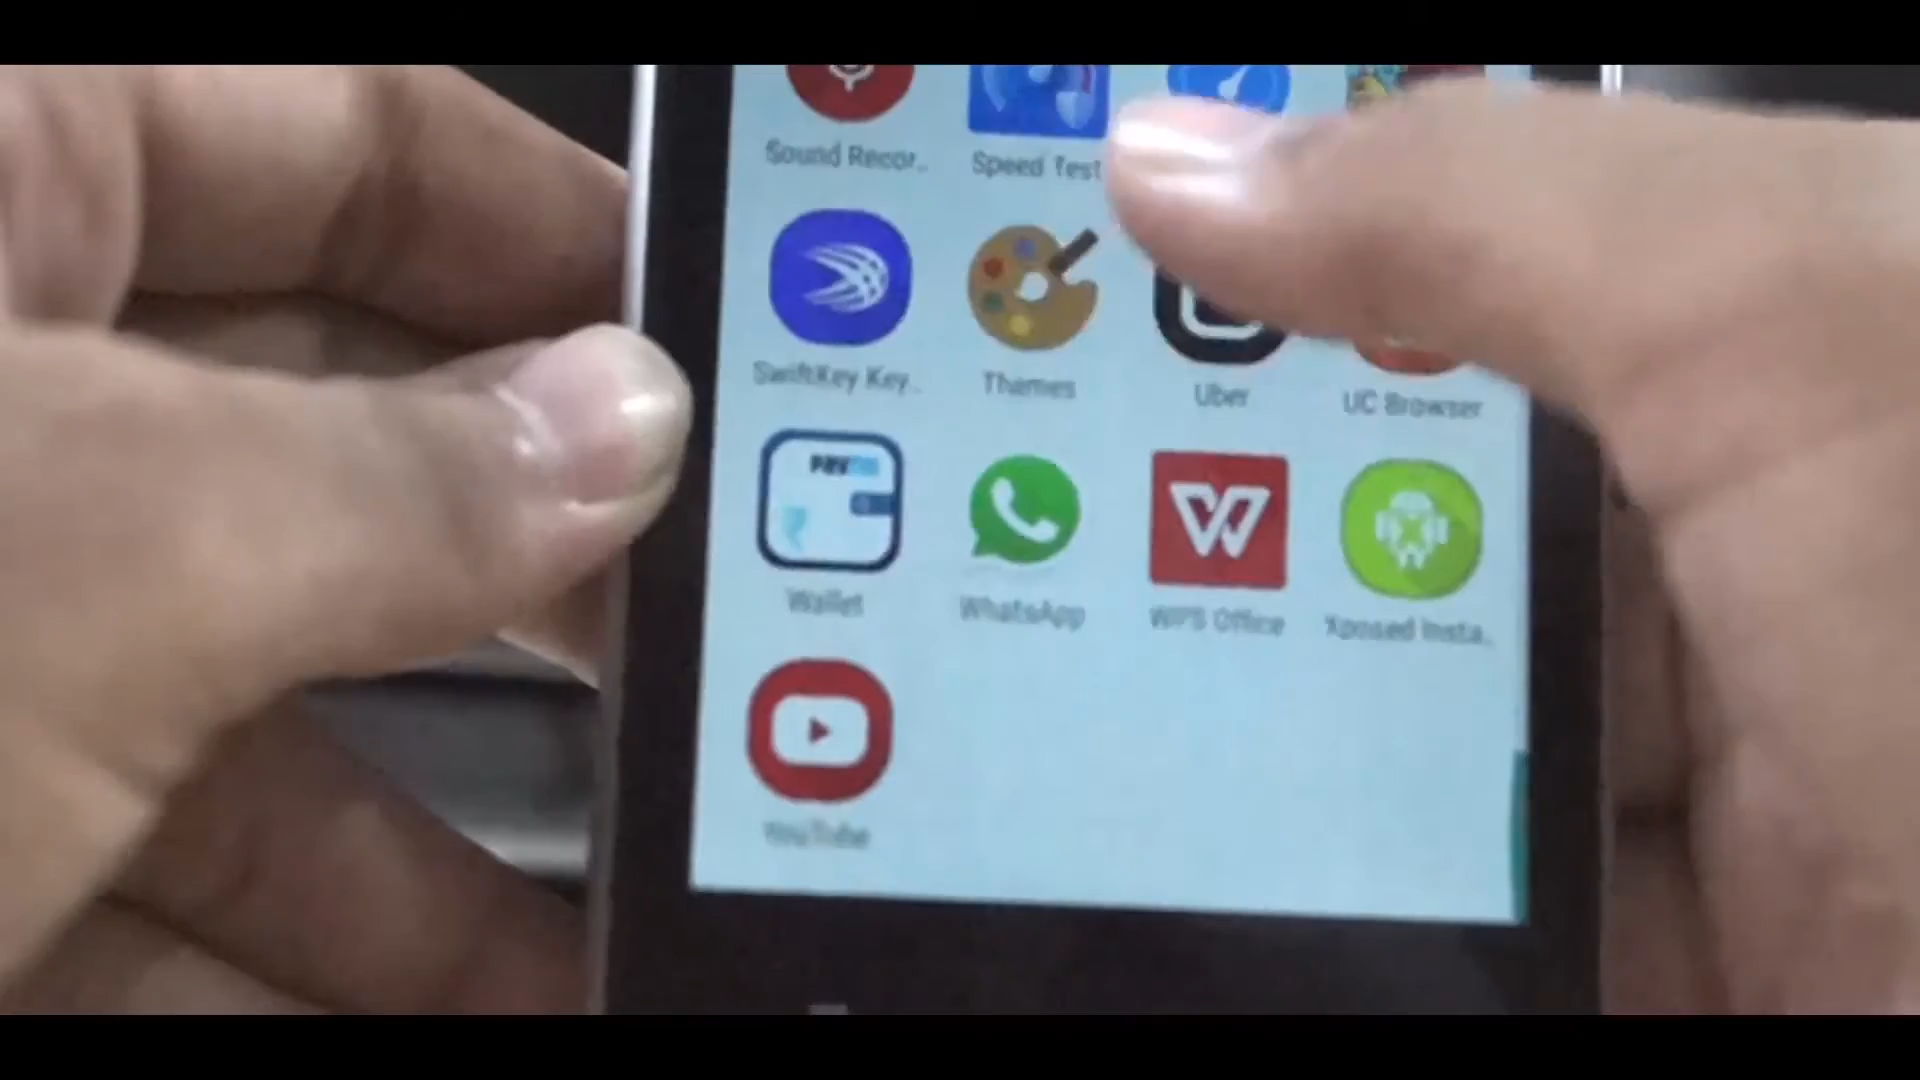 Sound Recor..
Speed Test
SwiftKey Key..
Themes
Uber
UC Browser
Paytm
Wallet
WhatsApp
WPS Office
Xposed Insta..
YouTube